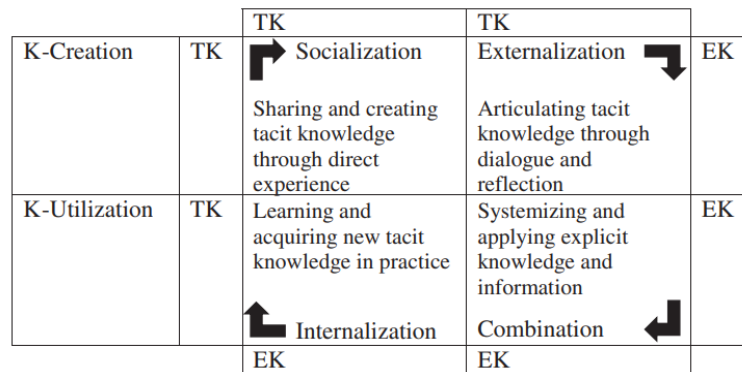 TK TK
K-Creation TK Socialization Externalization EK
Sharing and creating Articulating tacit
tacit knowledge knowledge through
through direct dialogue and
experience reflection
K-Utilization TK Learning and Systemizing and EK
acquiring new tacit applying explicit
knowledge in practice knowledge and
information
Internalization Combination
EK EK